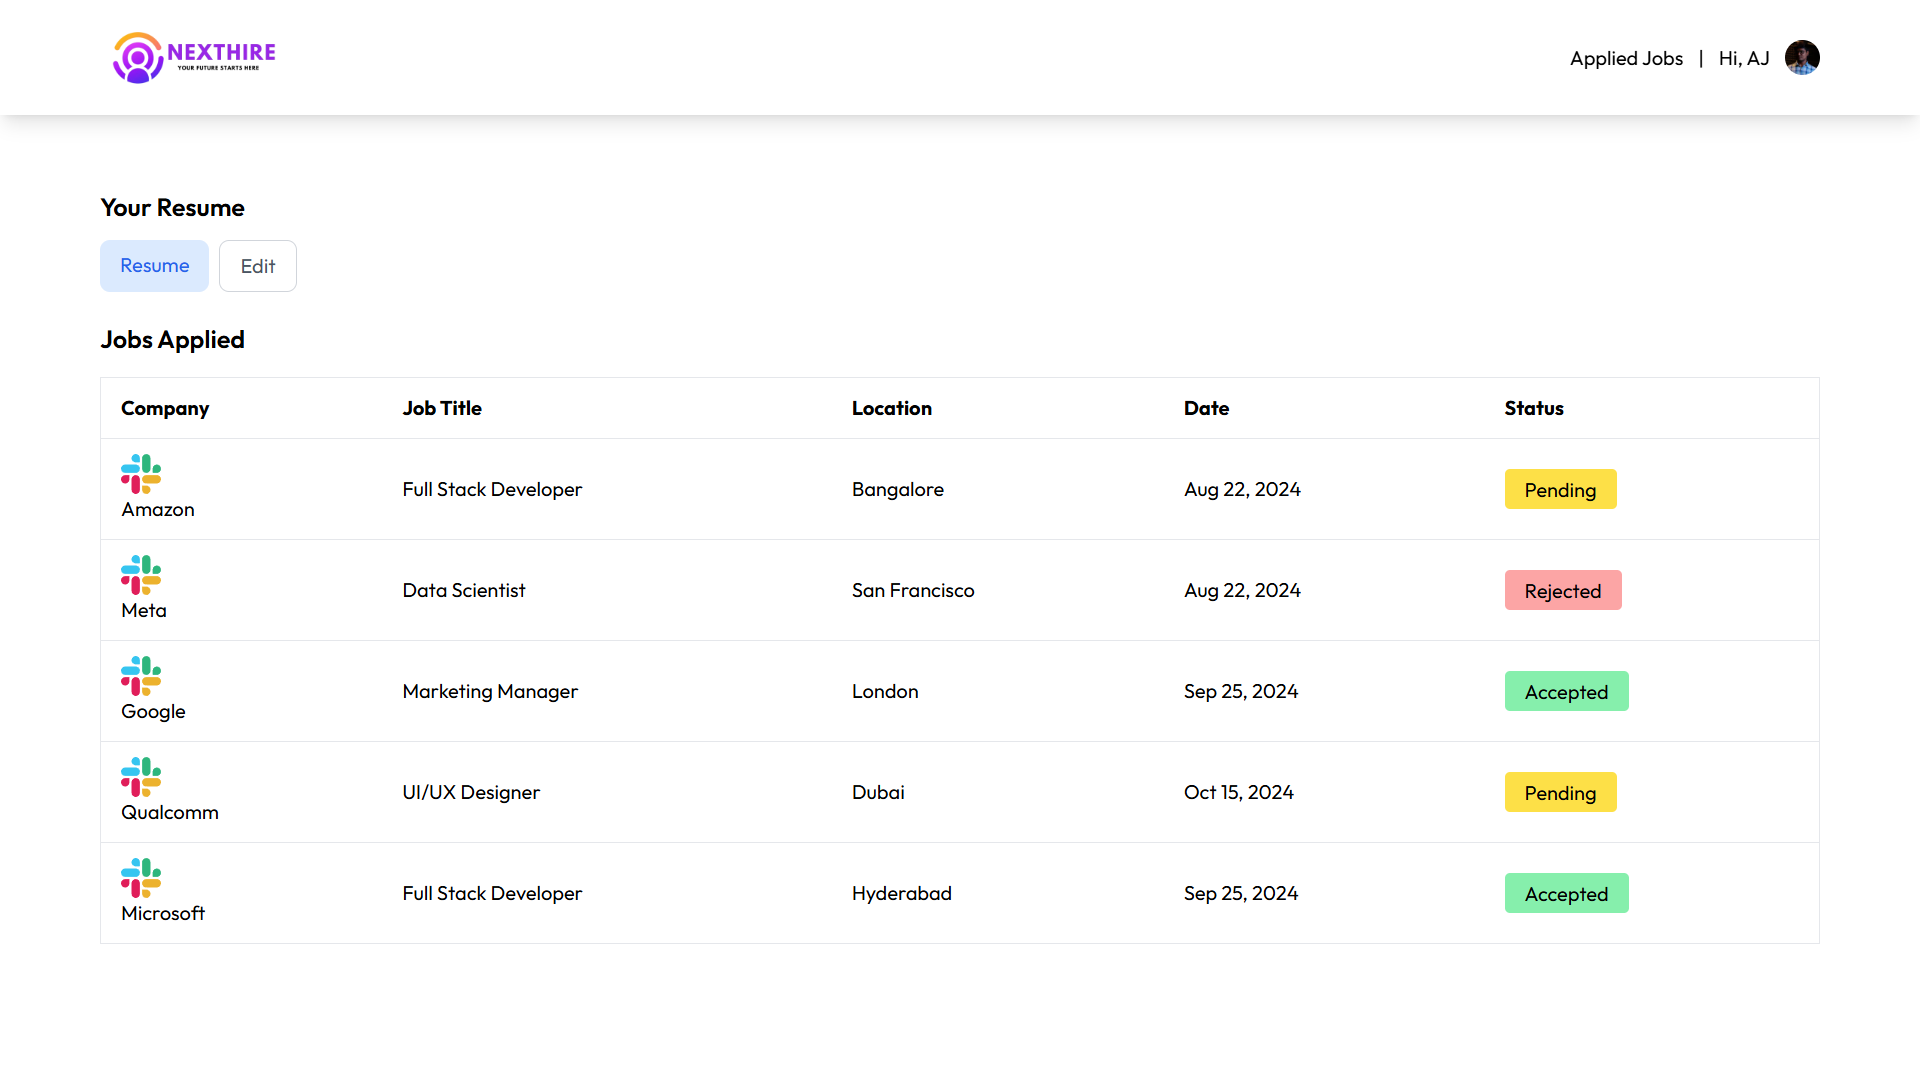 NEXTHIRE
YOUR FUTURE STARTS HERE
Applied Jobs | Hi, AJ
Your Resume
Resume Edit
Jobs Applied
Company Job Title Location Date Status
Amazon Full Stack Developer Bangalore Aug 22, 2024 Pending
Meta Data Scientist San Francisco Aug 22, 2024 Rejected
Google Marketing Manager London Sep 25, 2024 Accepted
Qualcomm UI/UX Designer Dubai Oct 15, 2024 Pending
Microsoft Full Stack Developer Hyderabad Sep 25, 2024 Accepted